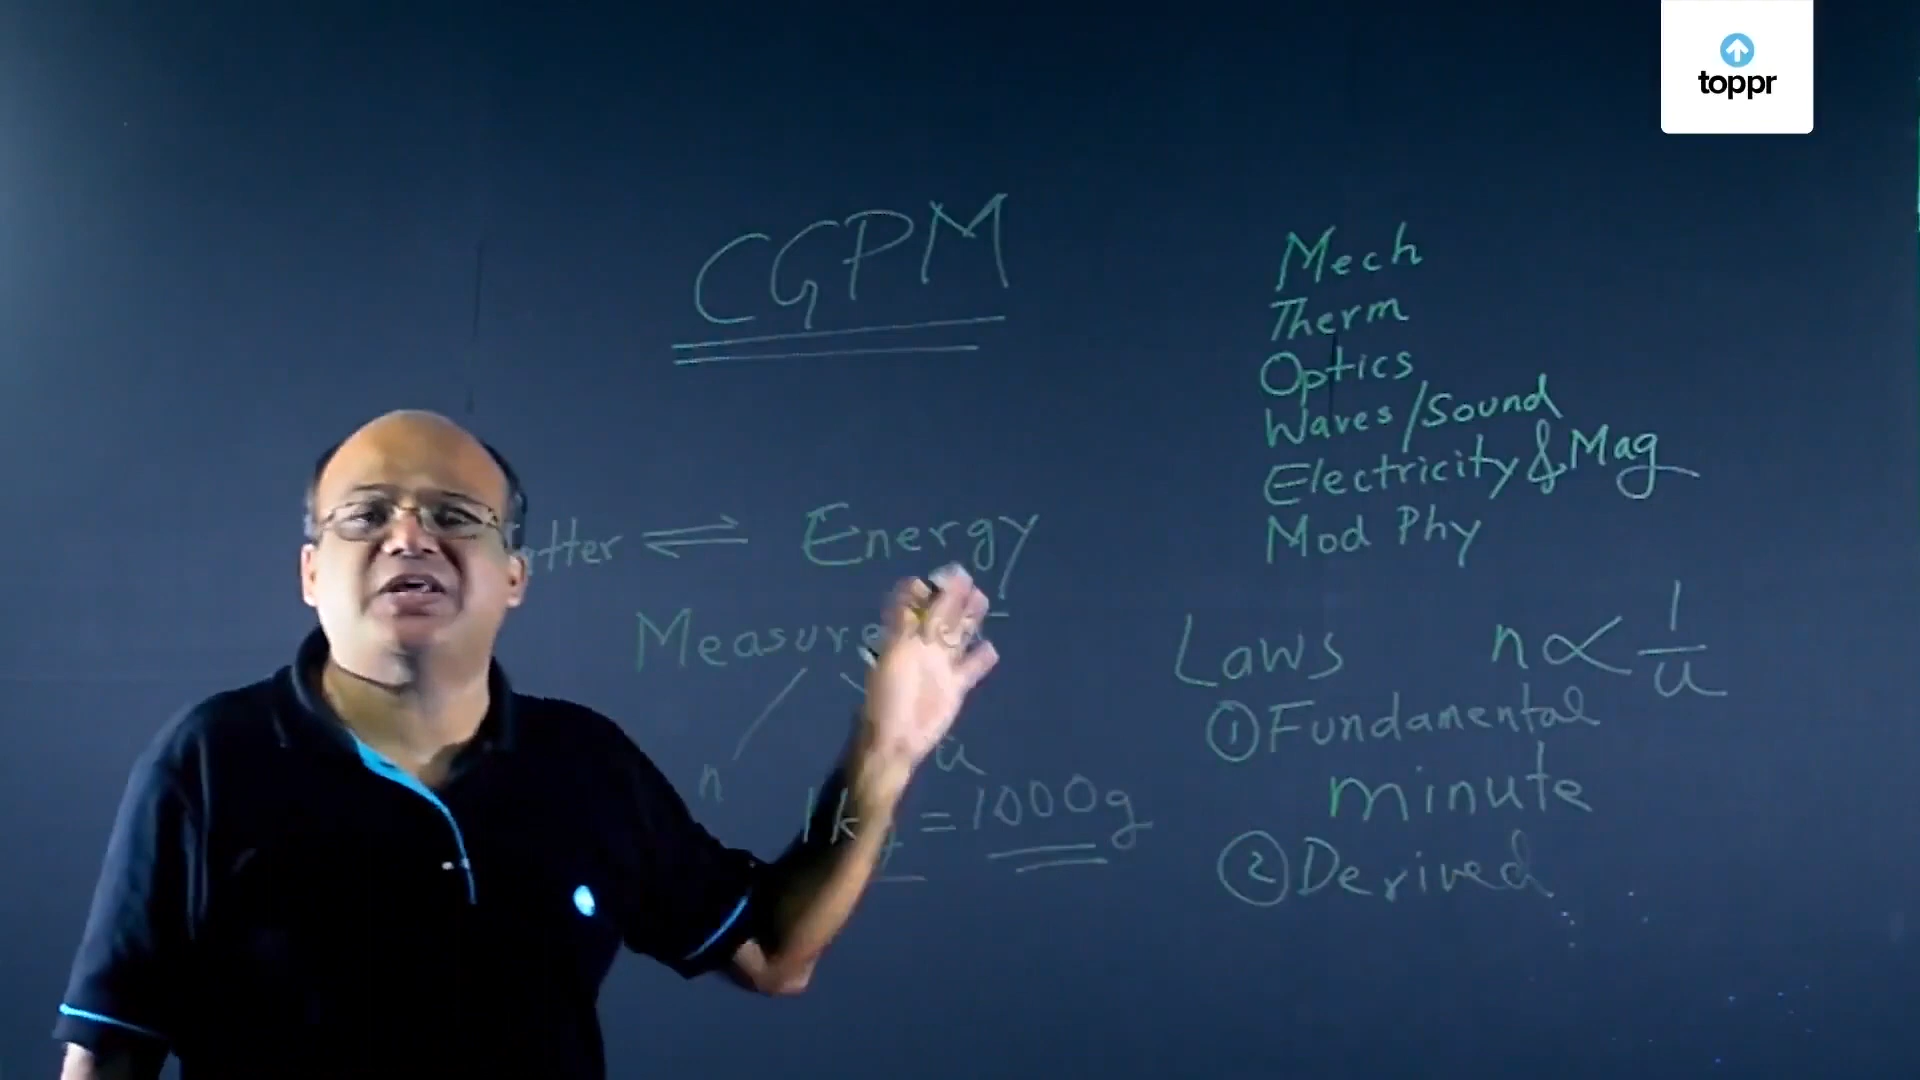 toppr
CGPM
Mech
Therm
Optics
Waves/Sound
Electricity & Mag
Mod Phy
atter ⇌ Energy
Laws n ∝ 1/u
① Fundamental
minute
② Derived
n u
= 1000g